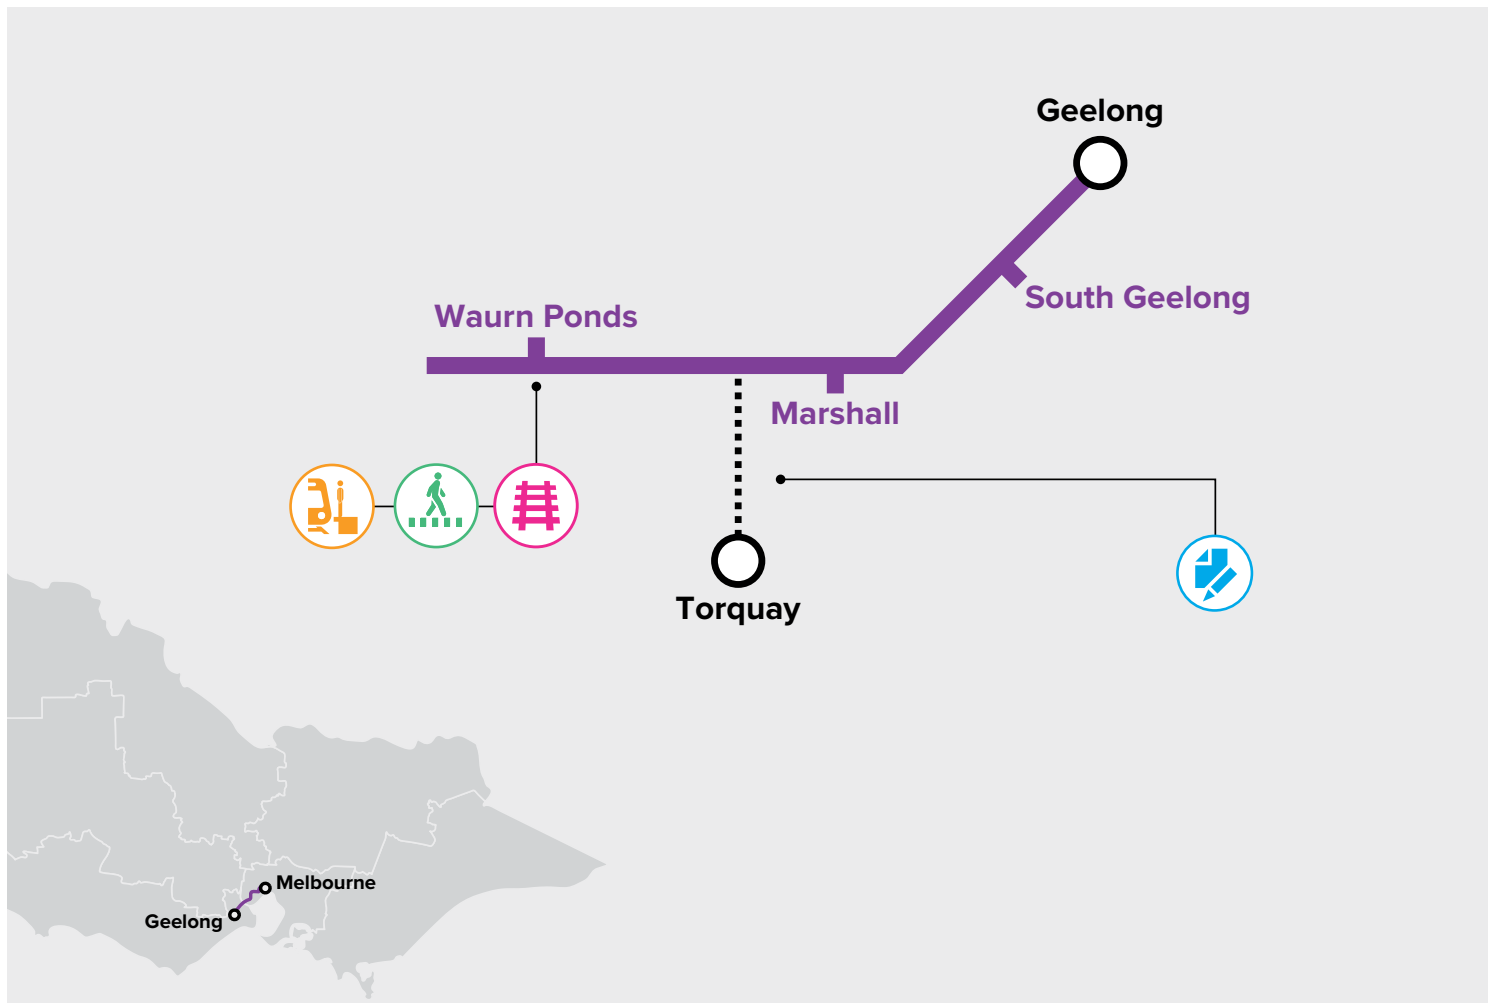 Geelong
South Geelong
Waurn Ponds
Marshall
Torquay
Melbourne
Geelong